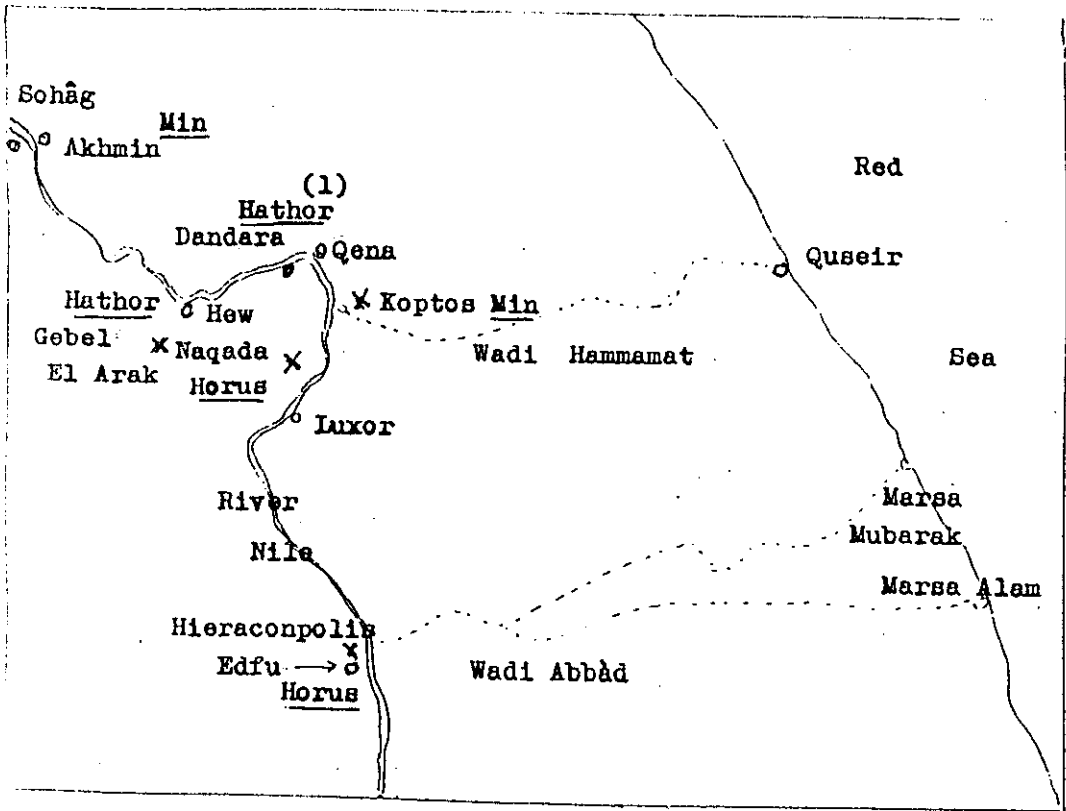 Sohâg
Min
Akhmin
Red
(1)
Hathor
Dandara
Qena
Quseir
Hathor
Hew
Koptos Min
Gebel
El Arak
Naqada
Horus
Wadi Hammamat
Sea
Luxor
River
Nile
Marsa
Mubarak
Marsa Alam
Hieraconpolis
Edfu
Horus
Wadi Abbàd